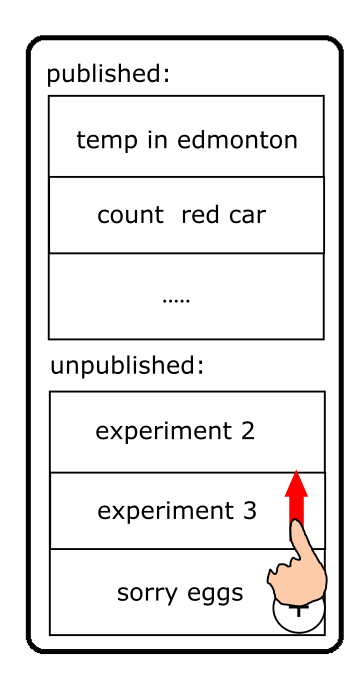 published:
temp in edmonton
count red car
.....
unpublished:
experiment 2
experiment 3
sorry eggs
+